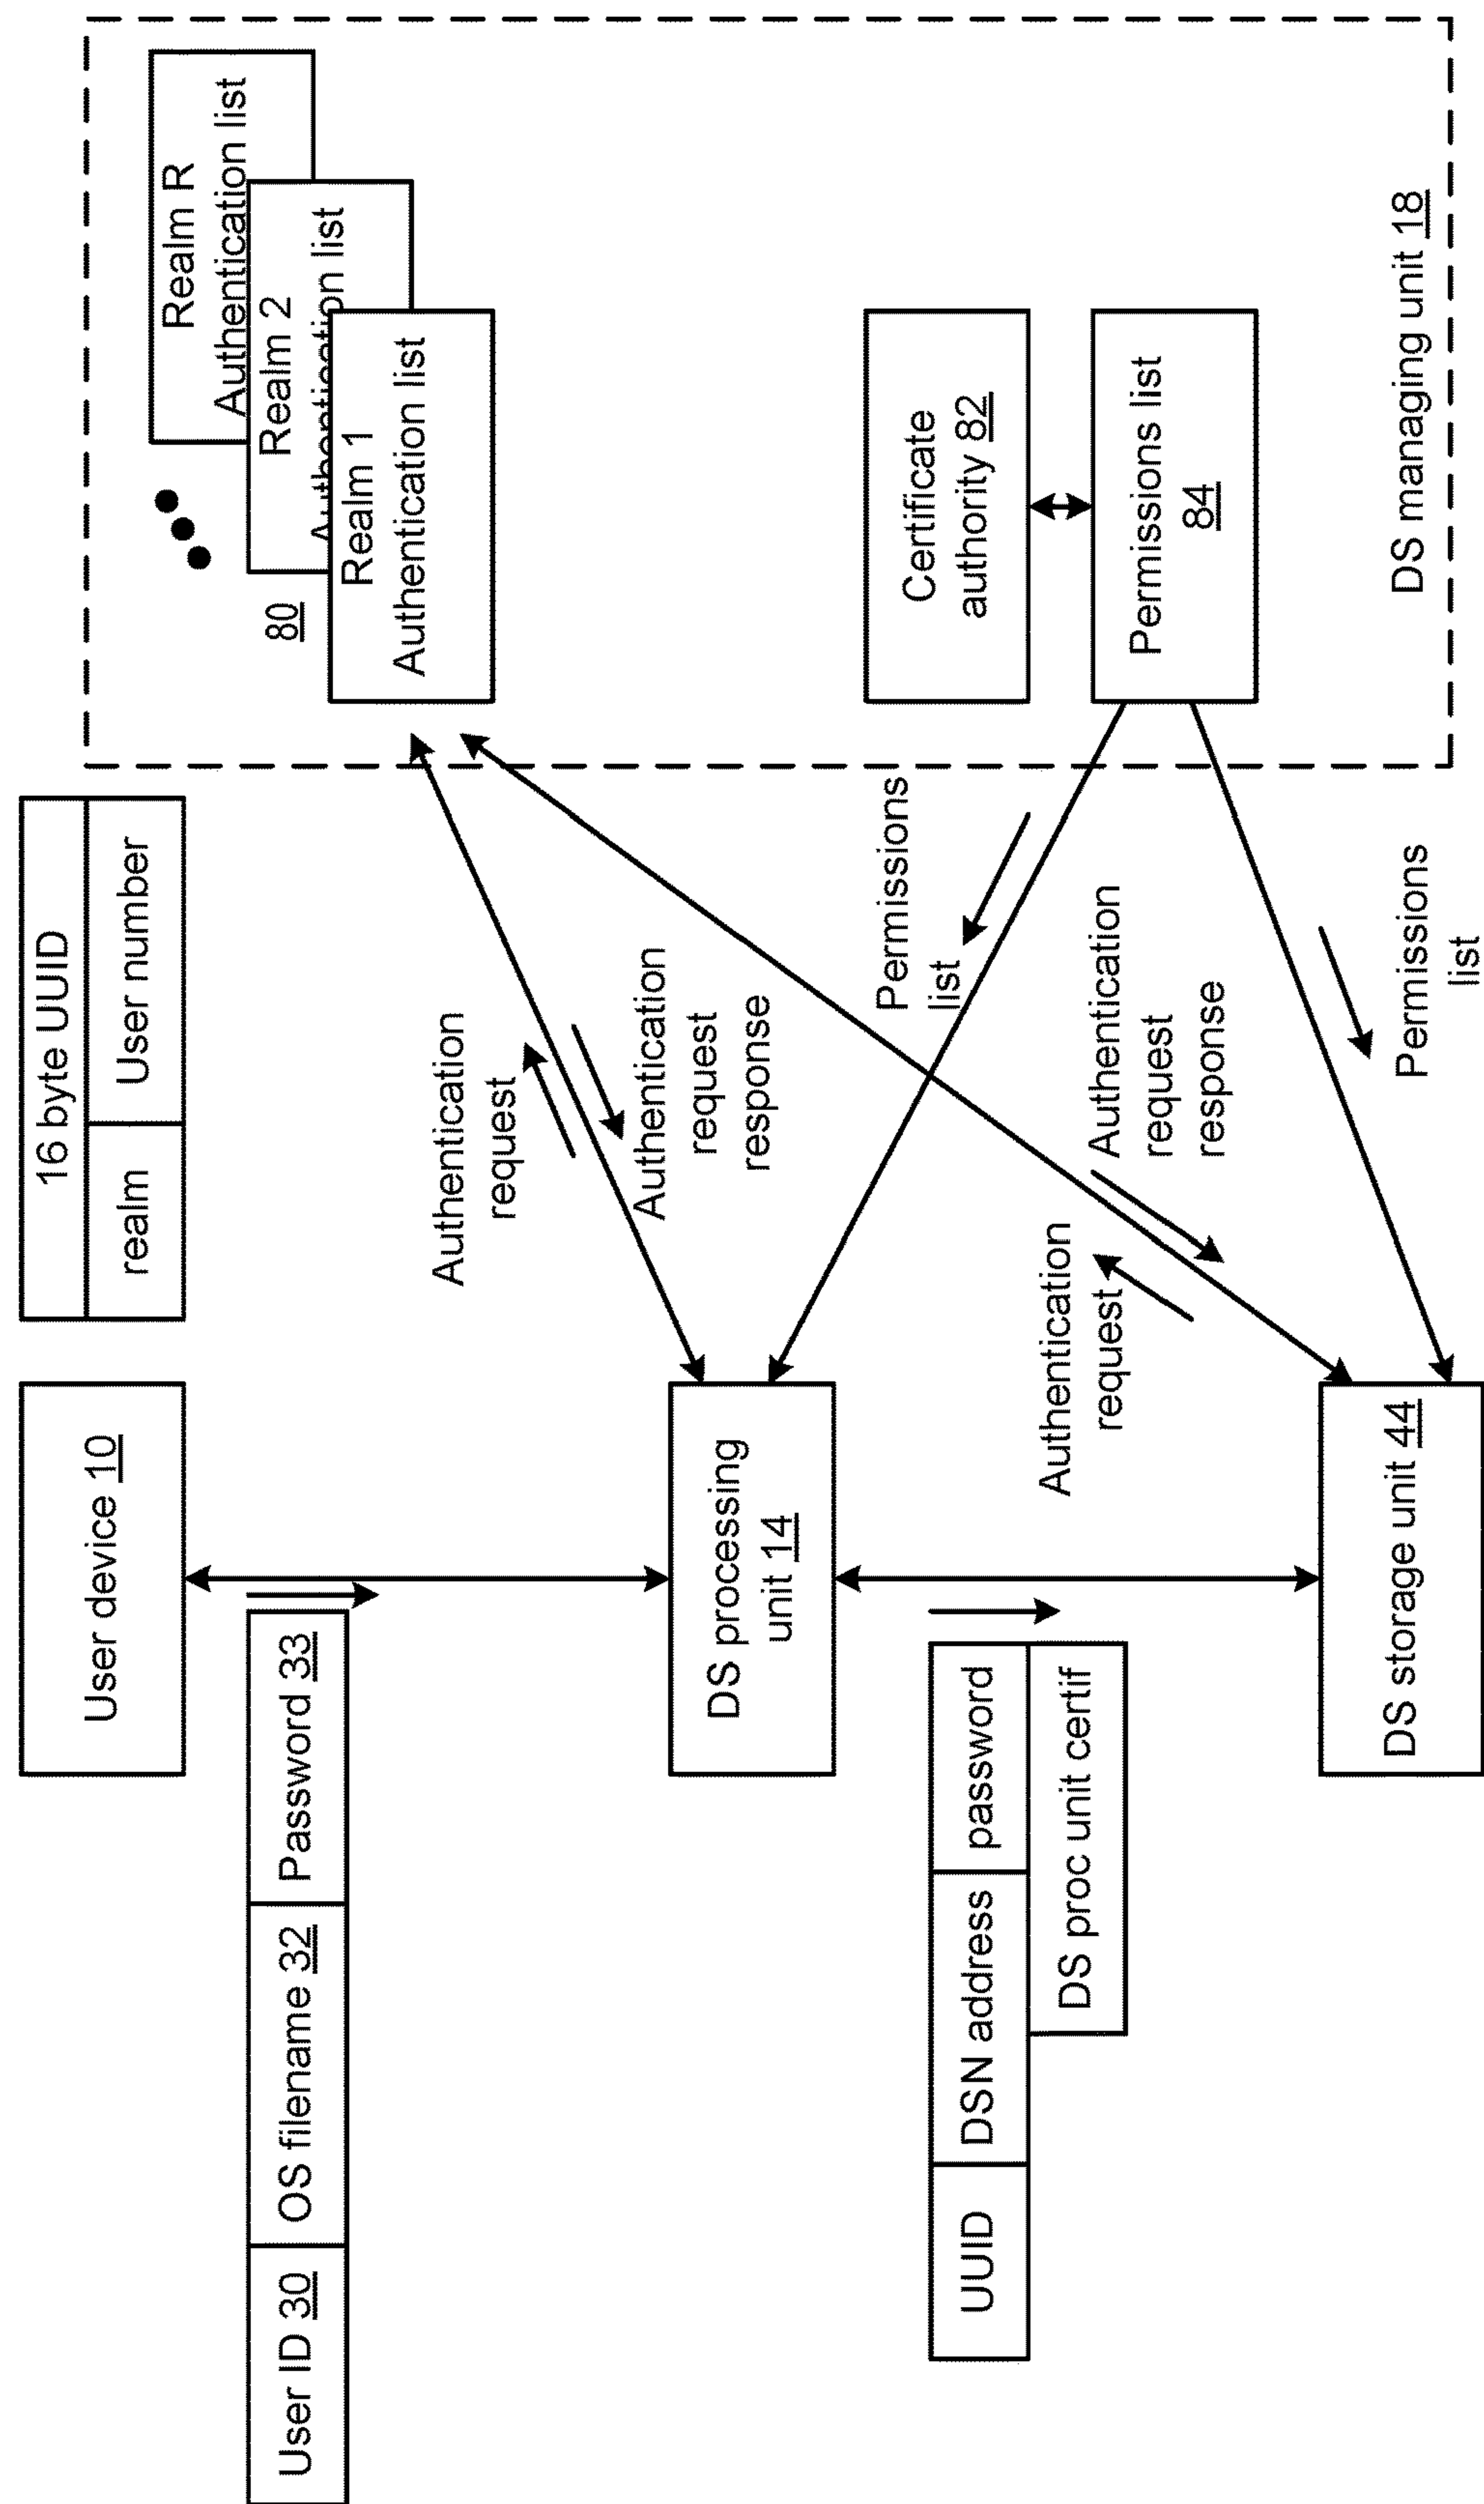 User ID 30
OS filename 32
Password 33
User device 10
16 byte UUID
realm
User number
Realm R
Authentication list
Realm 2
Authentication list
Realm 1
Authentication list
80
Authentication
request
Authentication
request
response
DS processing
unit 14
UUID
DSN address
password
DS proc unit certif
Permissions
list
Certificate
authority 82
Permissions list
84
Authentication
request
Authentication
request
response
DS storage unit 44
Permissions
list
DS managing unit 18